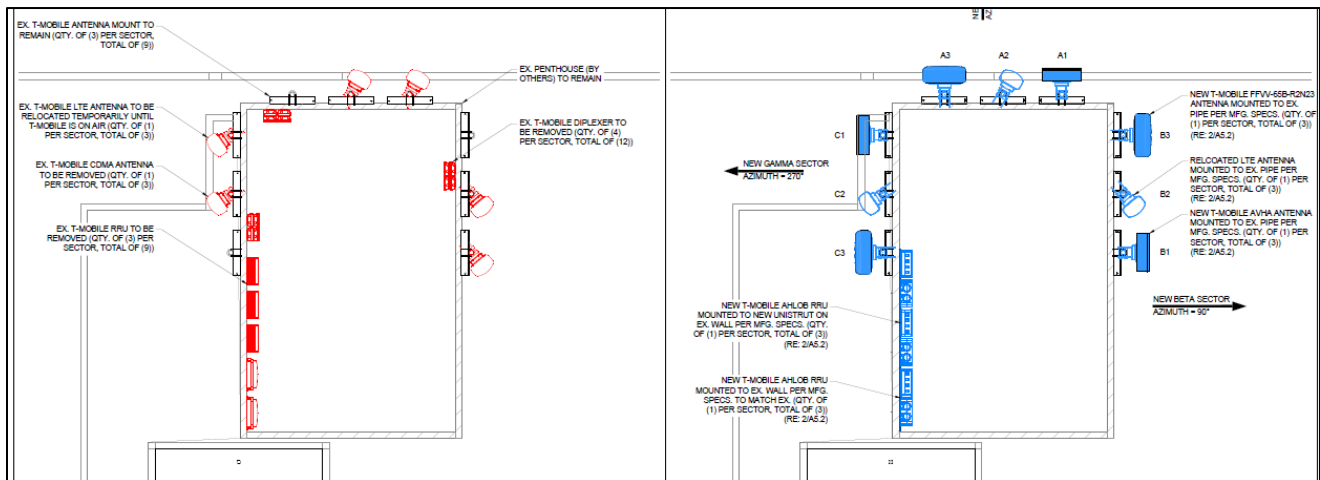 EX. T-MOBILE ANTENNA MOUNT TO
REMAIN (QTY. OF (3) PER SECTOR,
TOTAL OF (9))
EX. PENTHOUSE (BY
OTHERS) TO REMAIN
EX. T-MOBILE LTE ANTENNA TO BE
RELOCATED TEMPORARILY UNTIL
T-MOBILE IS ON AIR (QTY. OF (1)
PER SECTOR, TOTAL OF (3))
EX. T-MOBILE DIPLEXER TO
BE REMOVED (QTY. OF (4)
PER SECTOR, TOTAL OF (12))
EX. T-MOBILE CDMA ANTENNA
TO BE REMOVED (QTY. OF (1)
PER SECTOR, TOTAL OF (3))
EX. T-MOBILE RRU TO BE
REMOVED (QTY. OF (3) PER
SECTOR, TOTAL OF (9))
A3
A2
A1
C1
C2
C3
B3
B2
B1
NEW T-MOBILE FFVV-65B-R2N23
ANTENNA MOUNTED TO EX.
PIPE PER MFG. SPECS. (QTY. OF
(1) PER SECTOR, TOTAL OF (3))
(RE: 2/A5.2)
NEW GAMMA SECTOR
AZIMUTH = 270°
RELCOATED LTE ANTENNA
MOUNTED TO EX. PIPE PER
MFG. SPECS. (QTY. OF (1) PER
SECTOR, TOTAL OF (3))
(RE: 2/A5.2)
NEW T-MOBILE AVHA ANTENNA
MOUNTED TO EX. PIPE PER
MFG. SPECS. (QTY. OF (1) PER
SECTOR, TOTAL OF (3))
(RE: 2/A5.2)
NEW BETA SECTOR
AZIMUTH = 90°
NEW T-MOBILE AHLOB RRU
MOUNTED TO NEW UNISTRUT ON
EX. WALL PER MFG. SPECS. (QTY.
OF (1) PER SECTOR, TOTAL OF (3))
(RE: 2/A5.2)
NEW T-MOBILE AHLOB RRU
MOUNTED TO EX. WALL PER MFG.
SPECS. TO MATCH EX. (QTY. OF
(1) PER SECTOR, TOTAL OF (3))
(RE: 2/A5.2)